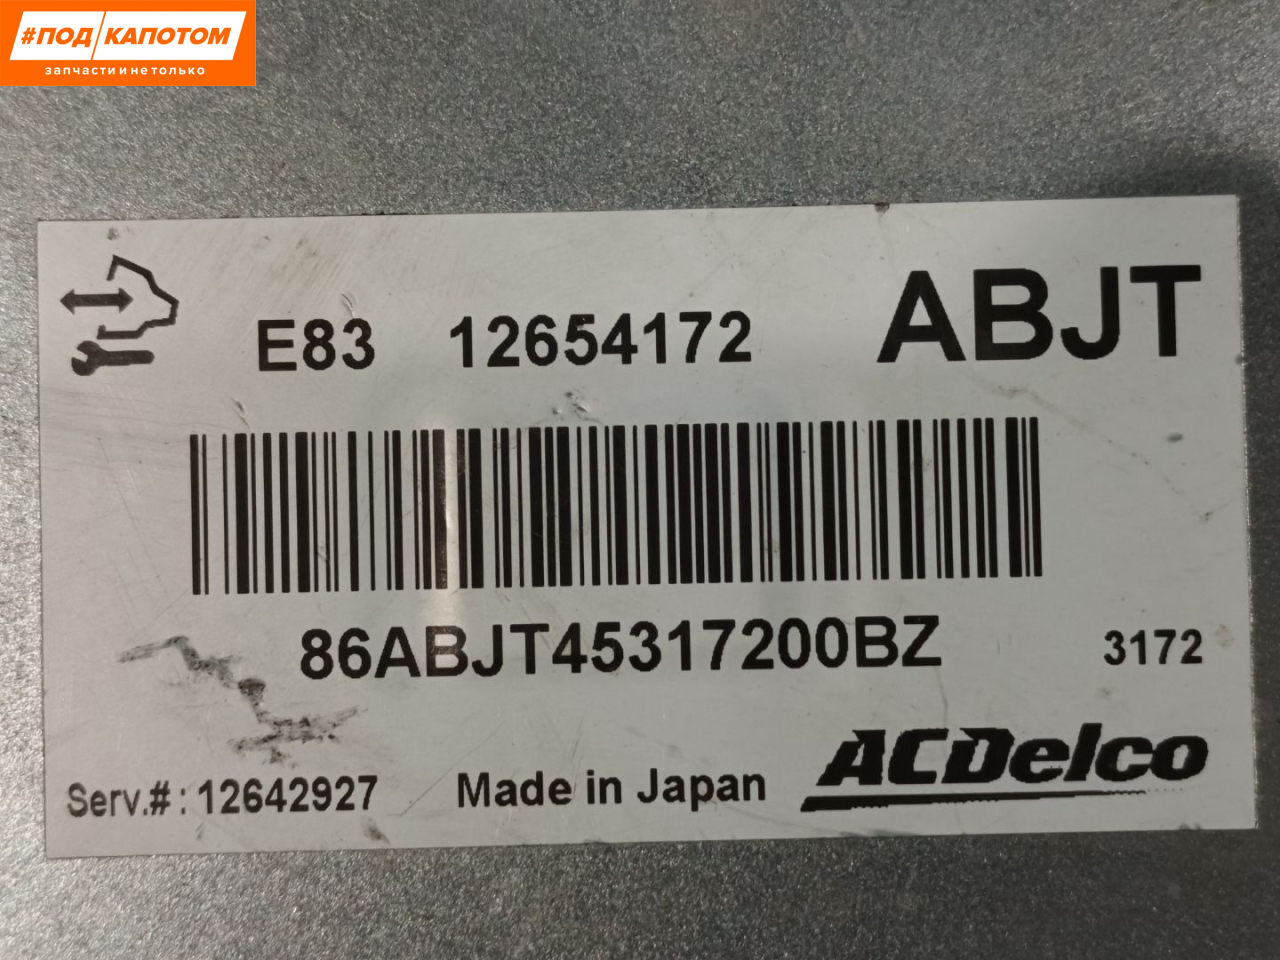 #ПОД КАПОТОМ
запчасти и не только
E83 12654172 ABJT
86ABJT45317200BZ 3172
Serv.#: 12642927 Made in Japan ACDelco